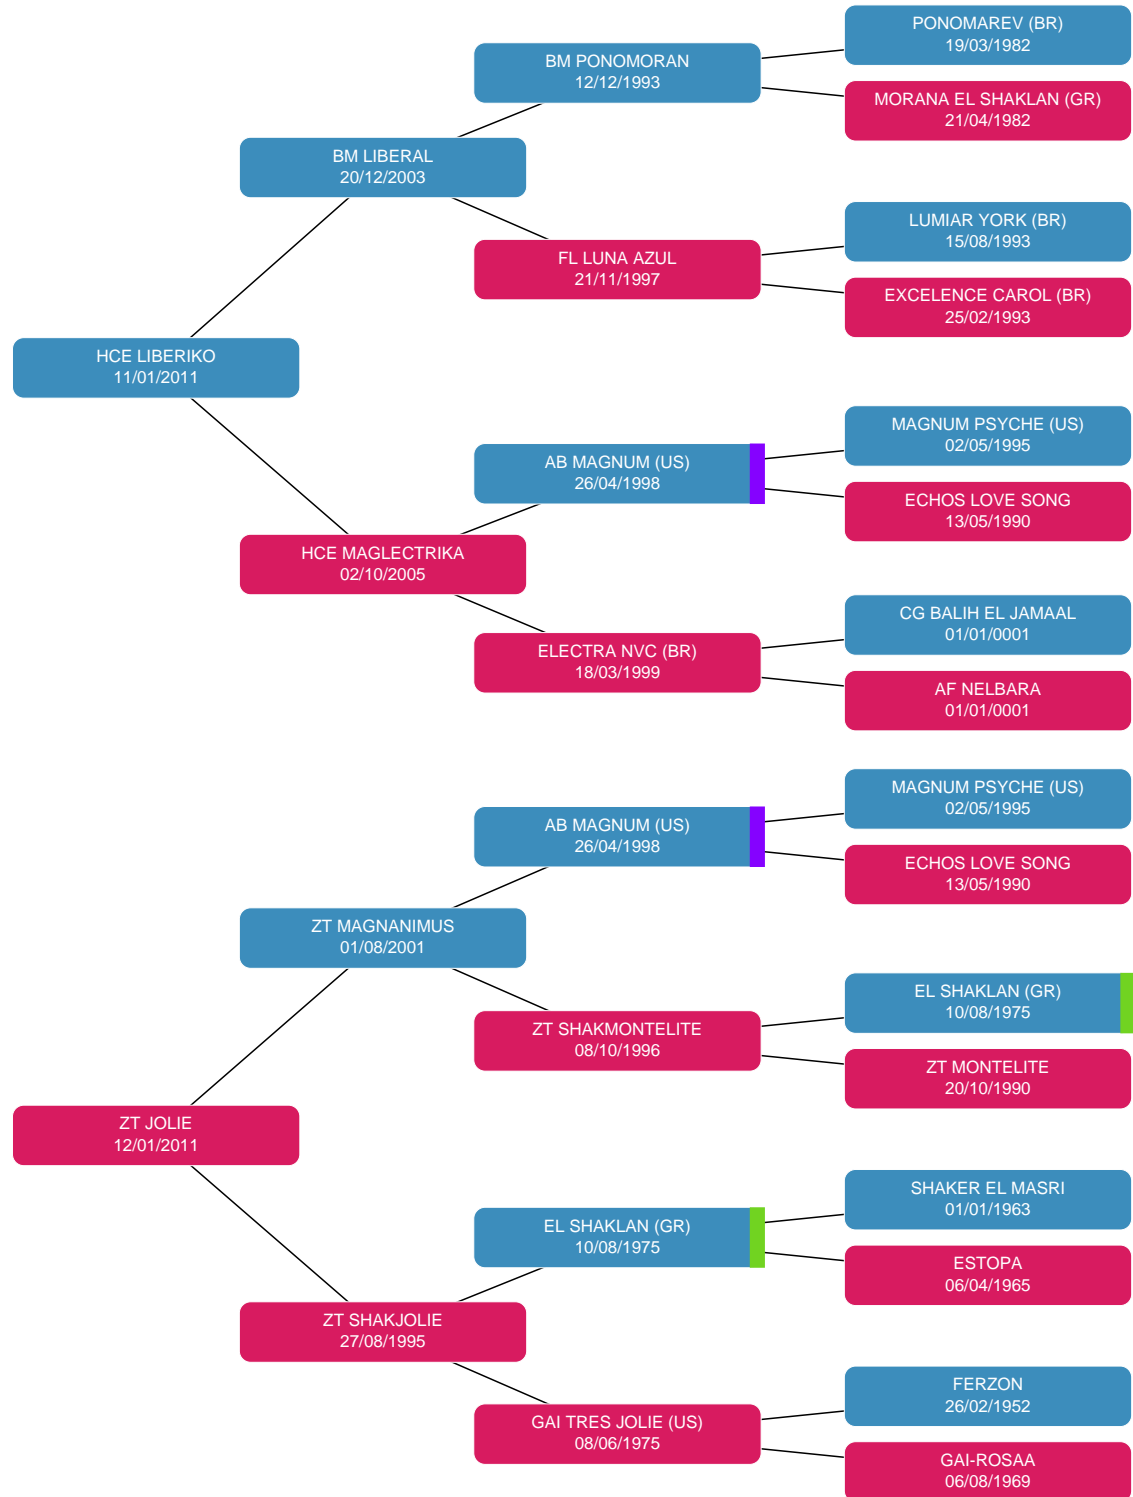 PONOMAREV (BR)
19/03/1982
BM PONOMORAN
12/12/1993
MORANA EL SHAKLAN (GR)
21/04/1982
BM LIBERAL
20/12/2003
LUMIAR YORK (BR)
15/08/1993
FL LUNA AZUL
21/11/1997
EXCELENCE CAROL (BR)
25/02/1993
HCE LIBERIKO
11/01/2011
MAGNUM PSYCHE (US)
02/05/1995
AB MAGNUM (US)
26/04/1998
ECHOS LOVE SONG
13/05/1990
HCE MAGLECTRIKA
02/10/2005
CG BALIH EL JAMAAL
01/01/0001
ELECTRA NVC (BR)
18/03/1999
AF NELBARA
01/01/0001
MAGNUM PSYCHE (US)
02/05/1995
AB MAGNUM (US)
26/04/1998
ECHOS LOVE SONG
13/05/1990
ZT MAGNANIMUS
01/08/2001
EL SHAKLAN (GR)
10/08/1975
ZT SHAKMONTELITE
08/10/1996
ZT MONTELITE
20/10/1990
ZT JOLIE
12/01/2011
SHAKER EL MASRI
01/01/1963
EL SHAKLAN (GR)
10/08/1975
ESTOPA
06/04/1965
ZT SHAKJOLIE
27/08/1995
FERZON
26/02/1952
GAI TRES JOLIE (US)
08/06/1975
GAI-ROSAA
06/08/1969